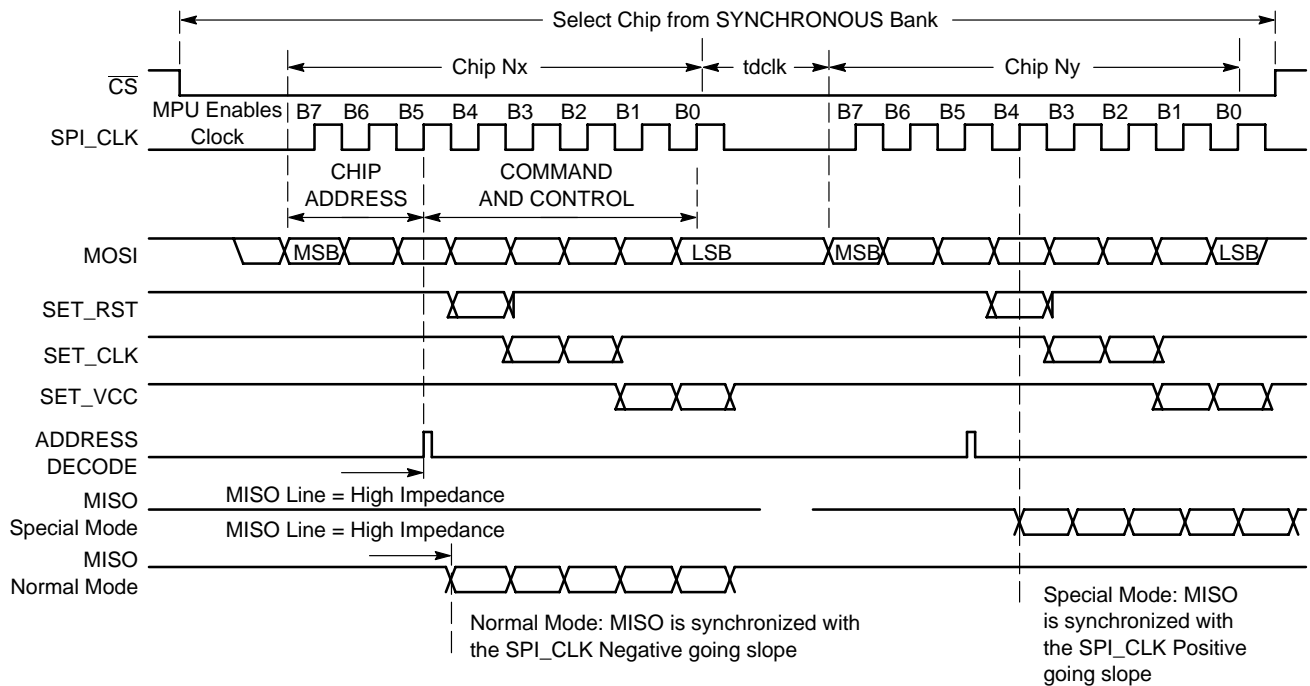 Select Chip from SYNCHRONOUS Bank
Chip Nx
tdclk
Chip Ny
CS
MPU Enables
Clock
B7 B6 B5 B4 B3 B2 B1 B0
B7 B6 B5 B4 B3 B2 B1 B0
SPI_CLK
CHIP
ADDRESS
COMMAND
AND CONTROL
MOSI
MSB
LSB
MSB
LSB
SET_RST
SET_CLK
SET_VCC
ADDRESS
DECODE
MISO Line = High Impedance
MISO
Special Mode
MISO Line = High Impedance
MISO
Normal Mode
Normal Mode: MISO is synchronized with
the SPI_CLK Negative going slope
Special Mode: MISO
is synchronized with
the SPI_CLK Positive
going slope